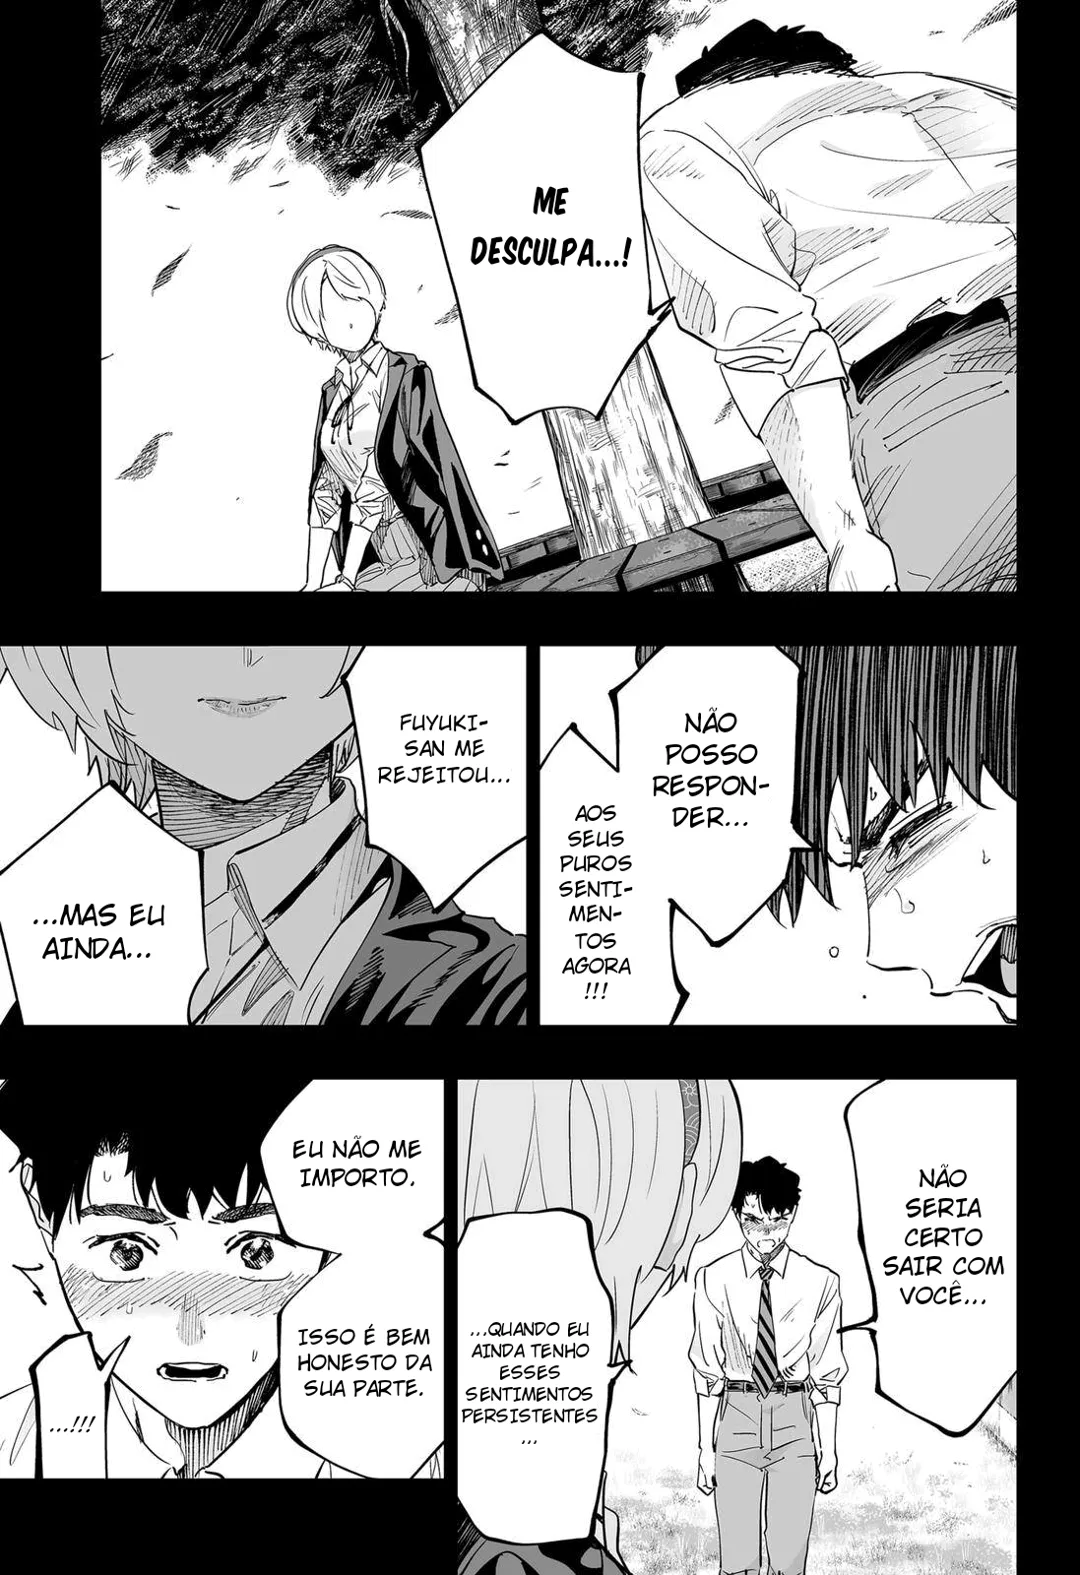 ME
DESCULPA...!
NÃO
POSSO
RESPON-
DER...
AOS
SEUS
PUROS
SENTI-
MEN-
TOS
AGORA
!!!
FUYUKI-
SAN ME
REJEITOU...
...MAS EU
AINDA...
NÃO
SERIA
CERTO
SAIR COM
VOCÊ...
...QUANDO EU
AINDA TENHO
ESSES
SENTIMENTOS
PERSISTENTES
...
EU NÃO ME
IMPORTO.
ISSO É BEM
HONESTO DA
SUA PARTE.
...!!!